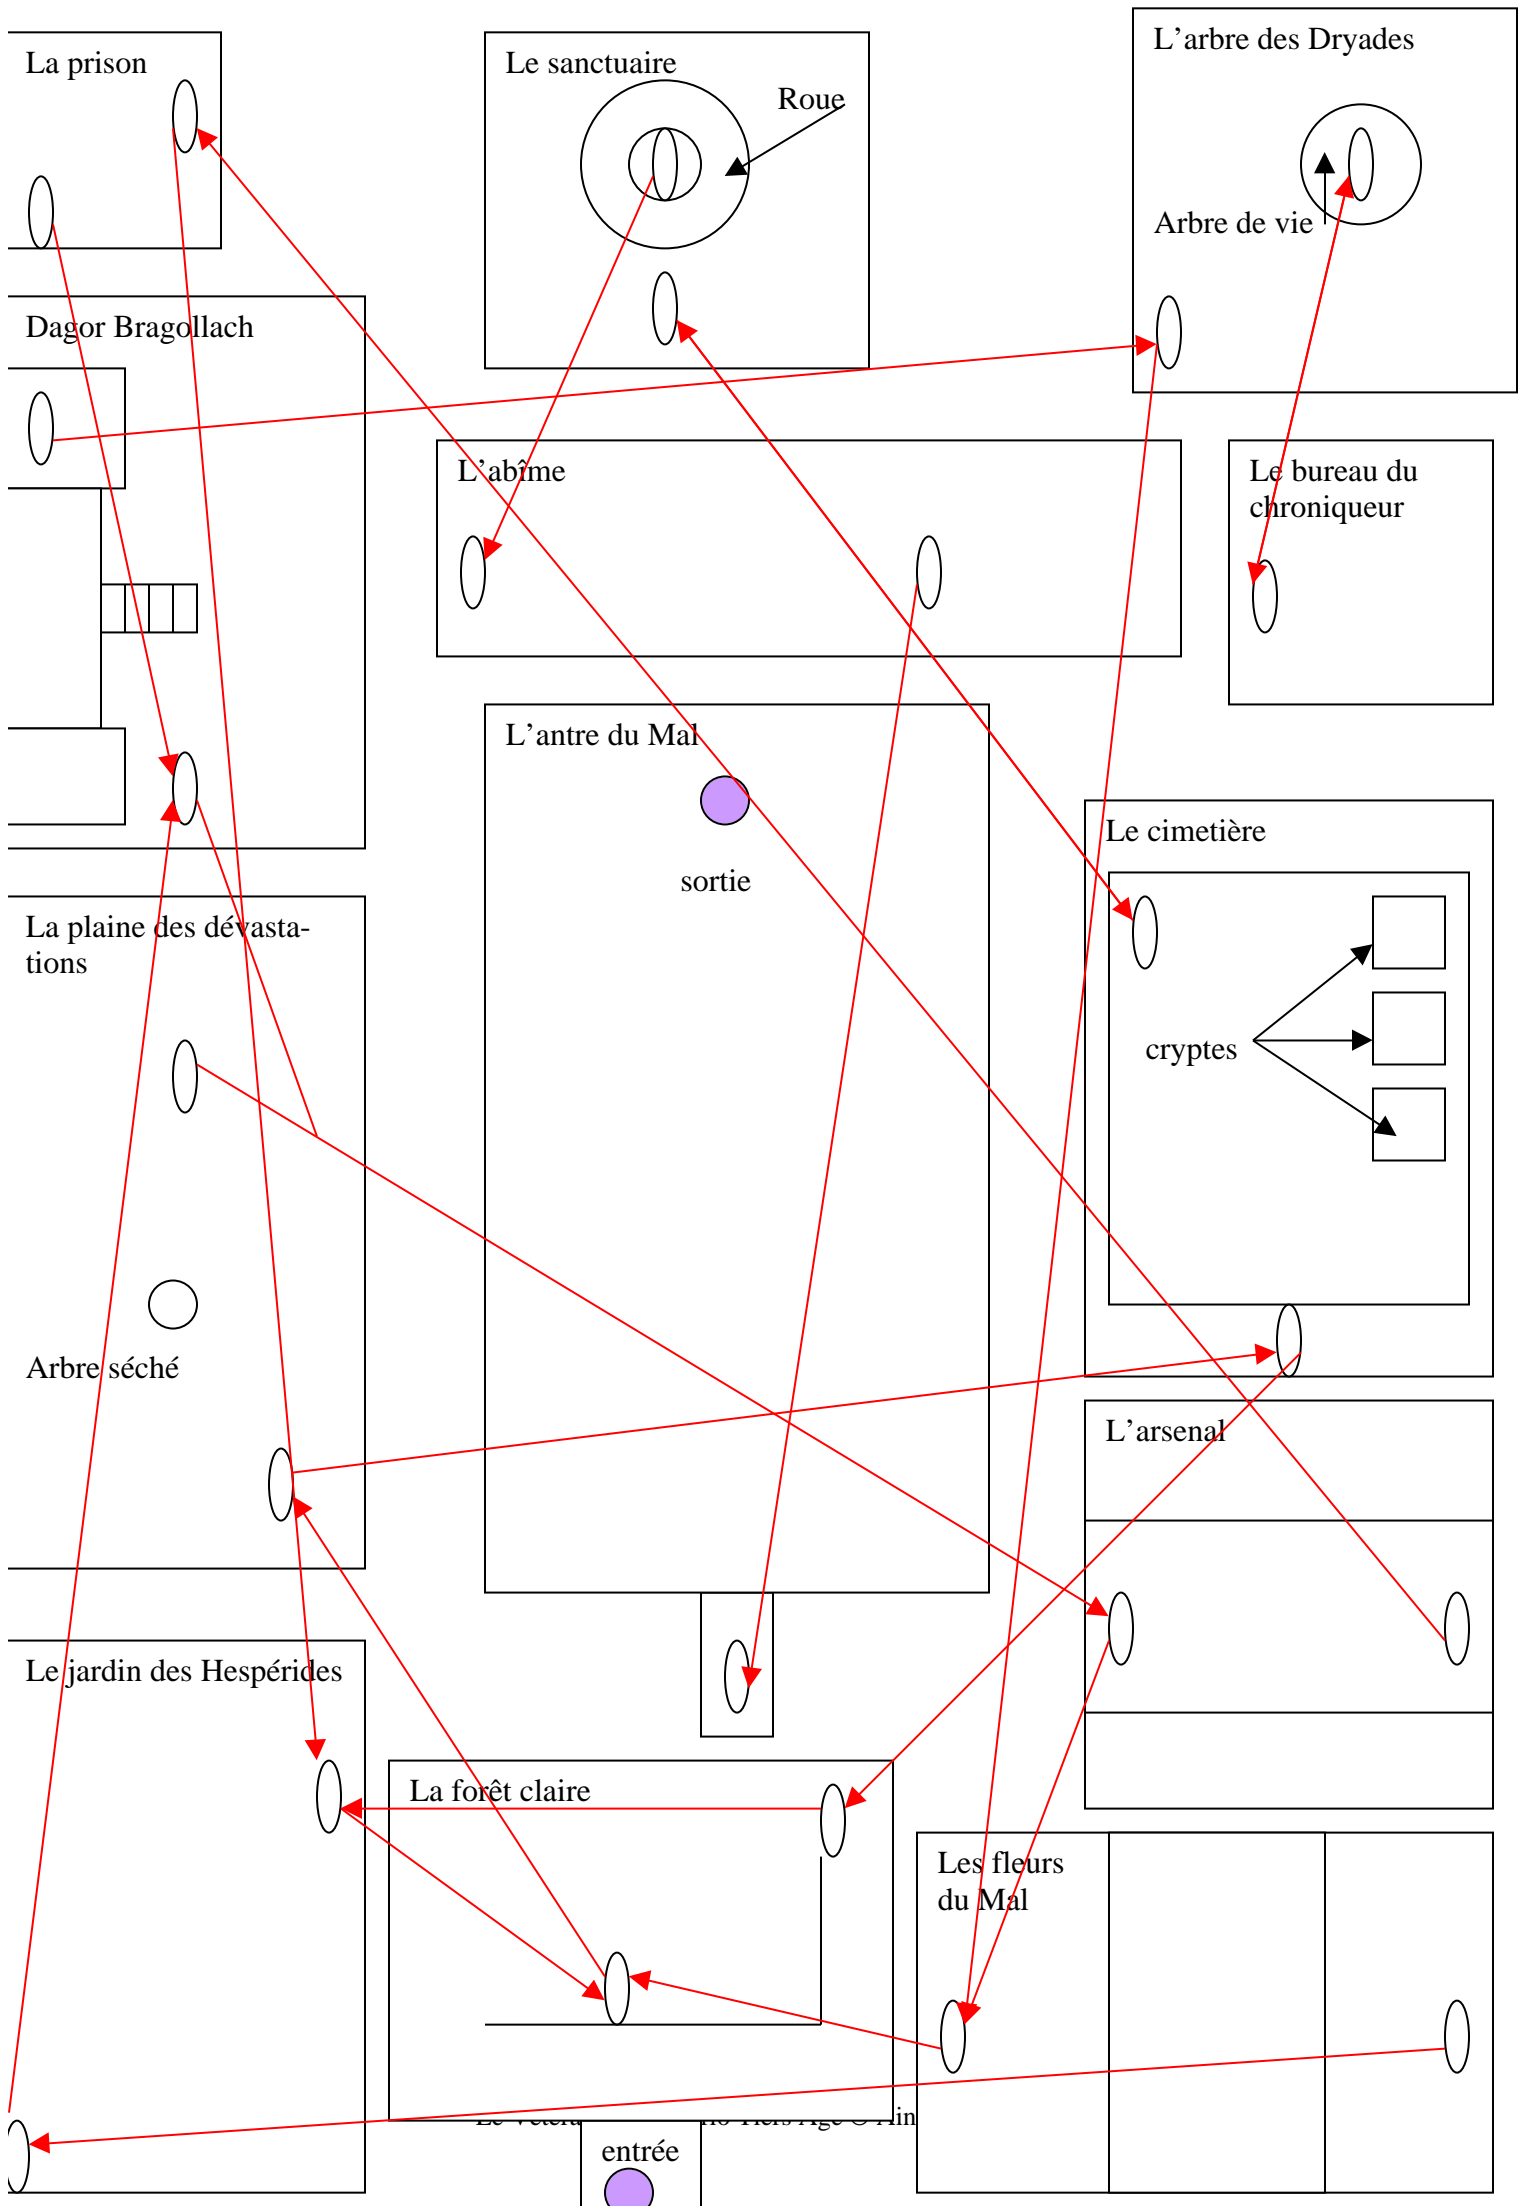 La prison
Le sanctuaire
Roue
L'arbre des Dryades
Arbre de vie
Dagor Bragollach
L'abîme
Le bureau du
chroniqueur
L'antre du Mal
sortie
Le cimetière
cryptes
La plaine des dévasta-
tions
Arbre séché
L'arsenal
Le jardin des Hespérides
La forêt claire
Les fleurs
du Mal
Tiers Age
entrée